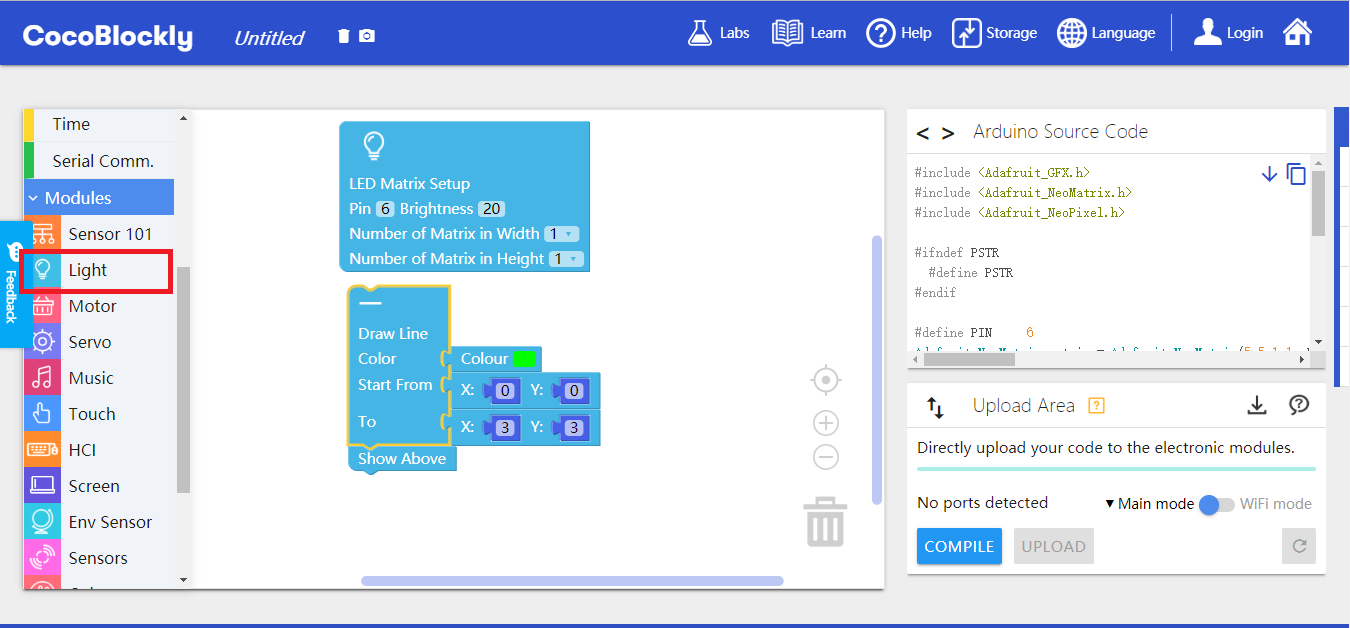 CocoBlockly
Untitled
Labs
Learn
Help
Storage
Language
Login
Time
Serial Comm.
Modules
Sensor 101
Light
Motor
Servo
Music
Touch
HCI
Screen
Env Sensor
Sensors
Feedback
LED Matrix Setup
Pin 6 Brightness 20
Number of Matrix in Width 1
Number of Matrix in Height 1
Draw Line
Color Colour
Start From X: 0 Y: 0
To X: 3 Y: 3
Show Above
< > Arduino Source Code
#include <Adafruit_GFX.h>
#include <Adafruit_NeoMatrix.h>
#include <Adafruit_NeoPixel.h>
#ifndef PSTR
#define PSTR
#endif
#define PIN 6
Upload Area ?
Directly upload your code to the electronic modules.
No ports detected
Main mode WiFi mode
COMPILE UPLOAD